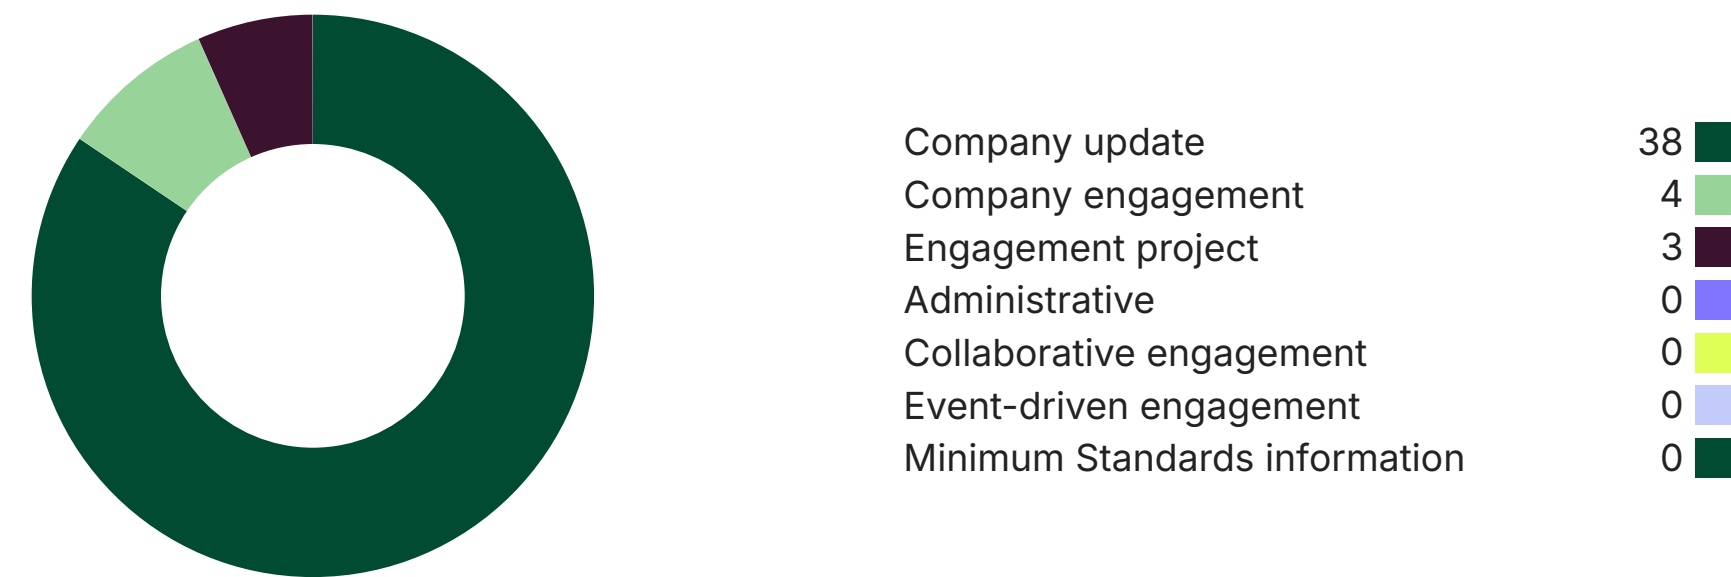 Company update 38
Company engagement 4
Engagement project 3
Administrative 0
Collaborative engagement 0
Event-driven engagement 0
Minimum Standards information 0